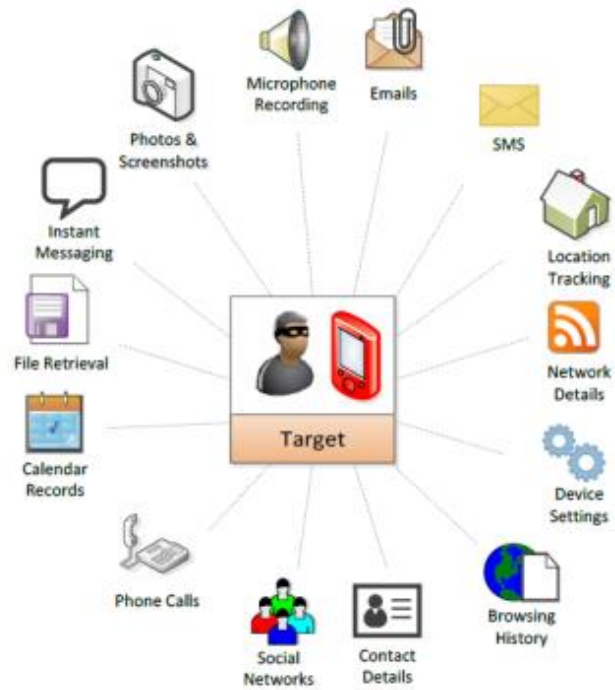 Microphone
Recording
Emails
SMS
Location
Tracking
Network
Details
Device
Settings
Browsing
History
Contact
Details
Social
Networks
Phone Calls
Calendar
Records
File Retrieval
Instant
Messaging
Photos &
Screenshots
Target